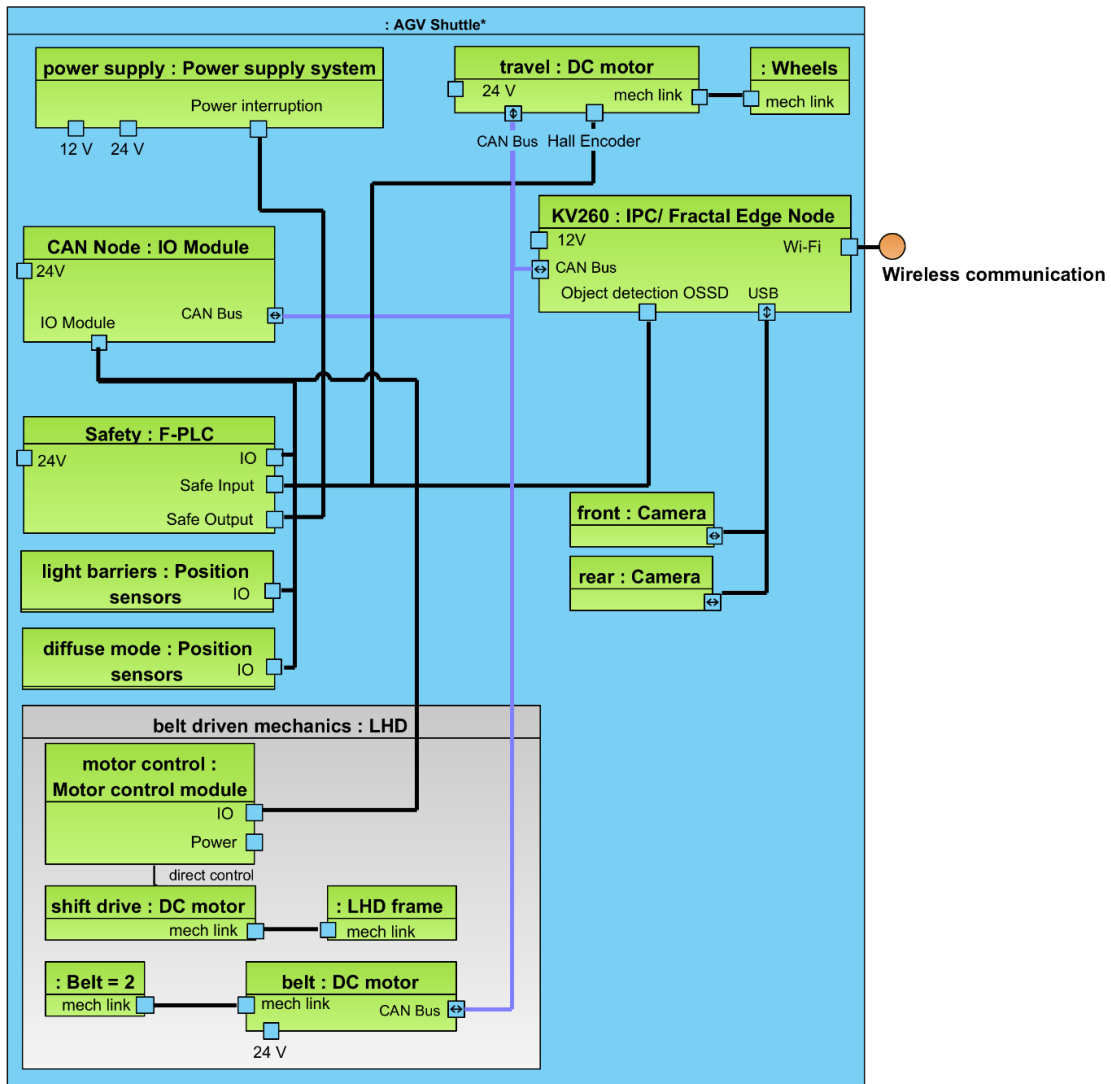 : AGV Shuttle*
power supply : Power supply system
Power interruption
12 V
24 V
travel : DC motor
24 V
mech link
CAN Bus
Hall Encoder
: Wheels
mech link
KV260 : IPC/ Fractal Edge Node
12V
Wi-Fi
CAN Bus
Object detection OSSD
USB
Wireless communication
CAN Node : IO Module
24V
CAN Bus
IO Module
Safety : F-PLC
24V
IO
Safe Input
Safe Output
front : Camera
rear : Camera
light barriers : Position
sensors
IO
diffuse mode : Position
sensors
IO
belt driven mechanics : LHD
motor control :
Motor control module
IO
Power
direct control
shift drive : DC motor
mech link
: LHD frame
mech link
: Belt = 2
mech link
belt : DC motor
mech link
CAN Bus
24 V